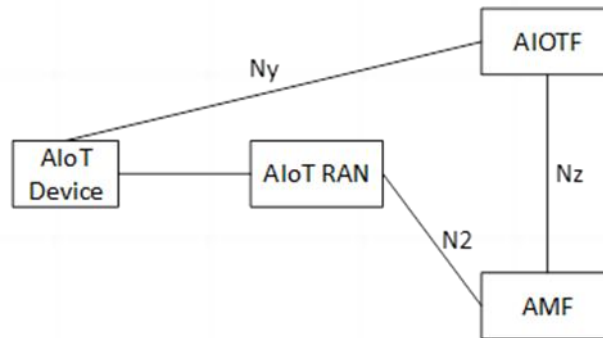 AIOTF
Ny
AIoT
Device
AIoT RAN
Nz
N2
AMF